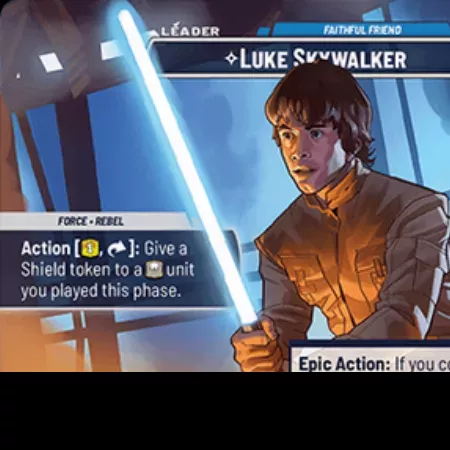 LEADER
FAITHFUL FRIEND
✧LUKE SKYWALKER
FORCE • REBEL
Action [1, ]: Give a
Shield token to a unit
you played this phase.
Epic Action: If you c